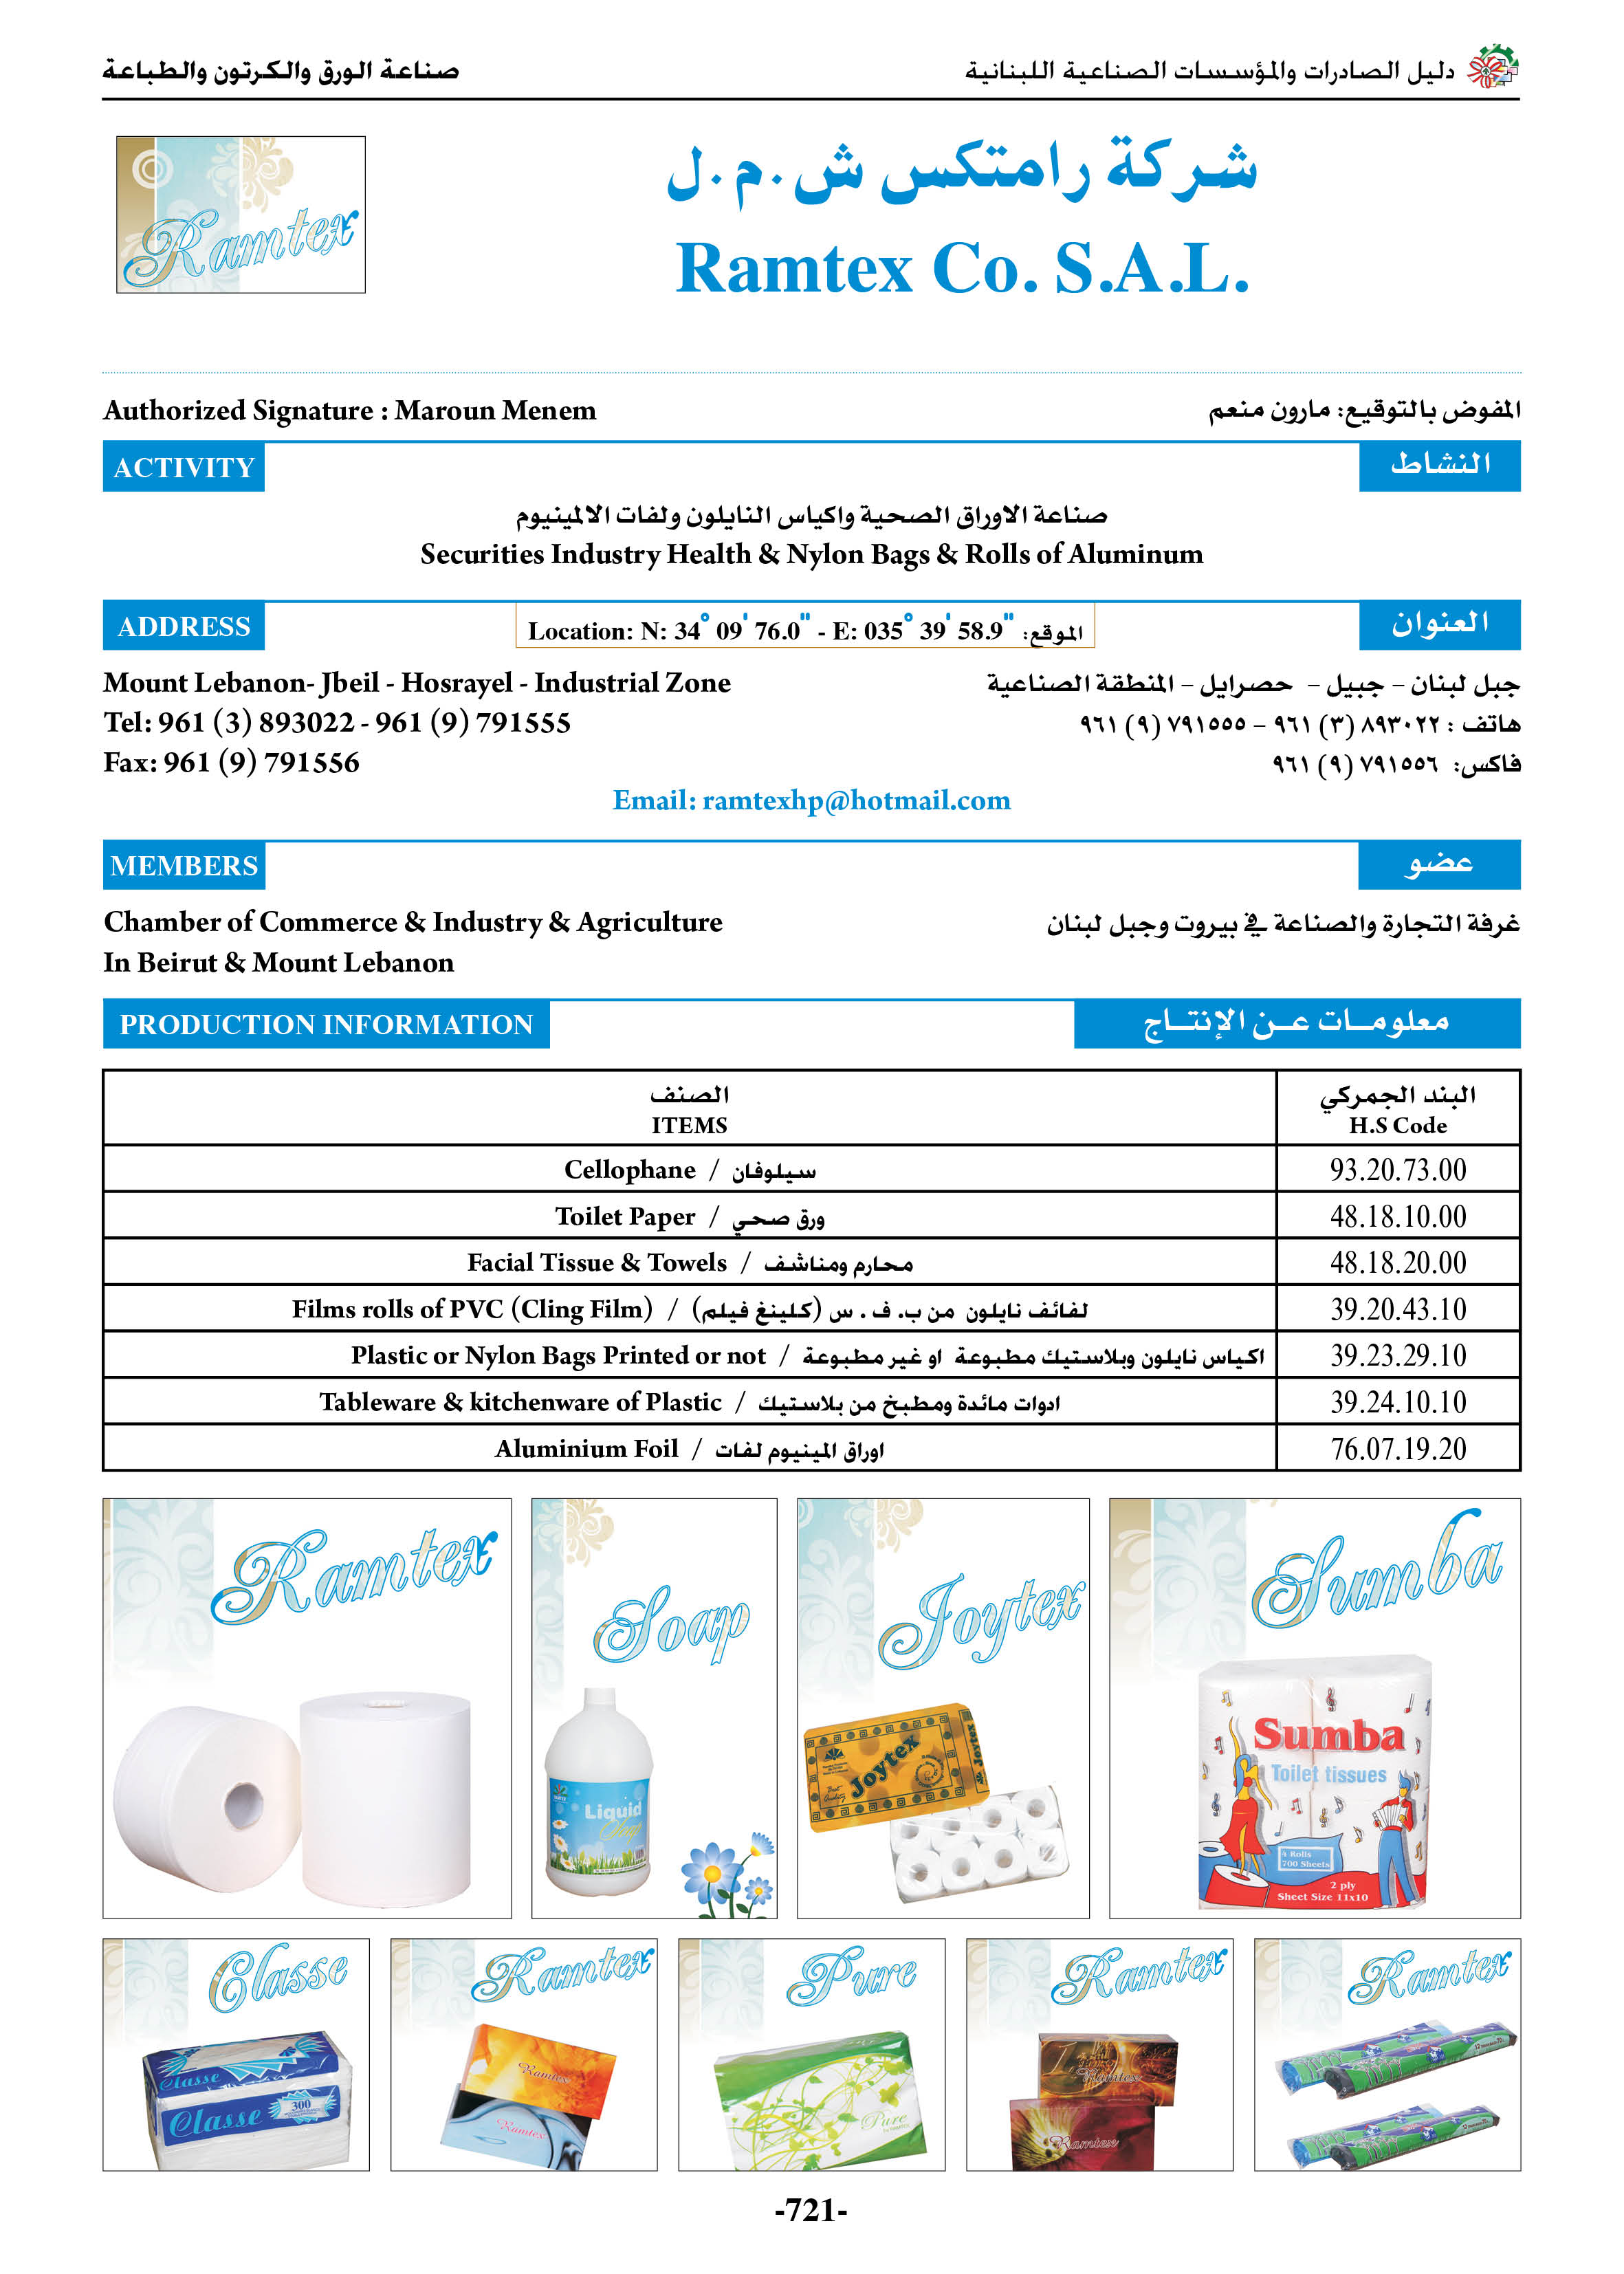 دليل الصادرات والمؤسسات الصناعية اللبنانية
صناعة الورق والكرتون والطباعة
Ramtex
شركة رامتكس ش.م.ل.
Ramtex Co. S.A.L.
Authorized Signature : Maroun Menem
المفوض بالتوقيع: مارون منعم
ACTIVITY
النشاط
صناعة الاوراق الصحية واكياس النايلون ولفات الالمينيوم
Securities Industry Health & Nylon Bags & Rolls of Aluminum
ADDRESS
Location: N: 34° 09' 76.0" - E: 035° 39' 58.9" الموقع:
العنوان
Mount Lebanon- Jbeil - Hosrayel - Industrial Zone
جبل لبنان – جبيل – حصرايل – المنطقة الصناعية
Tel: 961 (3) 893022 - 961 (9) 791555
هاتف : ٨٩٣٠٢٢ (٣) ٩٦١ – ٧٩١٥٥٥ (٩) ٩٦١
Fax: 961 (9) 791556
فاكس: ٧٩١٥٥٦ (٩) ٩٦١
Email: ramtexhp@hotmail.com
MEMBERS
عضو
Chamber of Commerce & Industry & Agriculture
In Beirut & Mount Lebanon
غرفة التجارة والصناعة في بيروت وجبل لبنان
PRODUCTION INFORMATION
معلومـات عـن الإنتـاج
الصنف
ITEMS
البند الجمركي
H.S Code
Cellophane / سيلوفان 93.20.73.00
Toilet Paper / ورق صحي 48.18.10.00
Facial Tissue & Towels / محارم ومناشف 48.18.20.00
Films rolls of PVC (Cling Film) / لفائف نايلون من ب. ف . س (كلينغ فيلم) 39.20.43.10
Plastic or Nylon Bags Printed or not / اكياس نايلون وبلاستيك مطبوعة او غير مطبوعة 39.23.29.10
Tableware & kitchenware of Plastic / ادوات مائدة ومطبخ من بلاستيك 39.24.10.10
Aluminium Foil / اوراق المينيوم لفات 76.07.19.20
Ramtex
Soap
Liquid
Soap
Joytex
Joytex
Joytex
Best
Quality
Sumba
Sumba
Toilet tissues
4 Rolls
700 Sheets
2 ply
Sheet Size 11x10
Classe
Classe
Classe
300
Ramtex
Ramtex
Ramtex
Pure
Pure
Ramtex
Ramtex
Ramtex
Ramtex
-721-